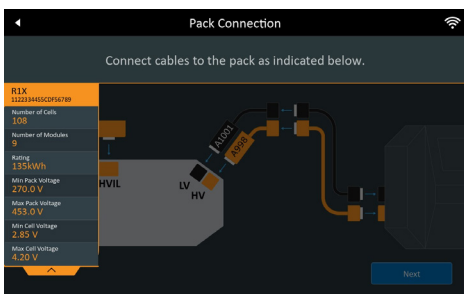 Pack Connection
Connect cables to the pack as indicated below.
R1X
1122334455CDF56789
Number of Cells
108
Number of Modules
9
Rating
135kWh
Min Pack Voltage
270.0 V
Max Pack Voltage
453.0 V
Min Cell Voltage
2.85 V
Max Cell Voltage
4.20 V
HVIL
LV
HV
A1001
A998
Next